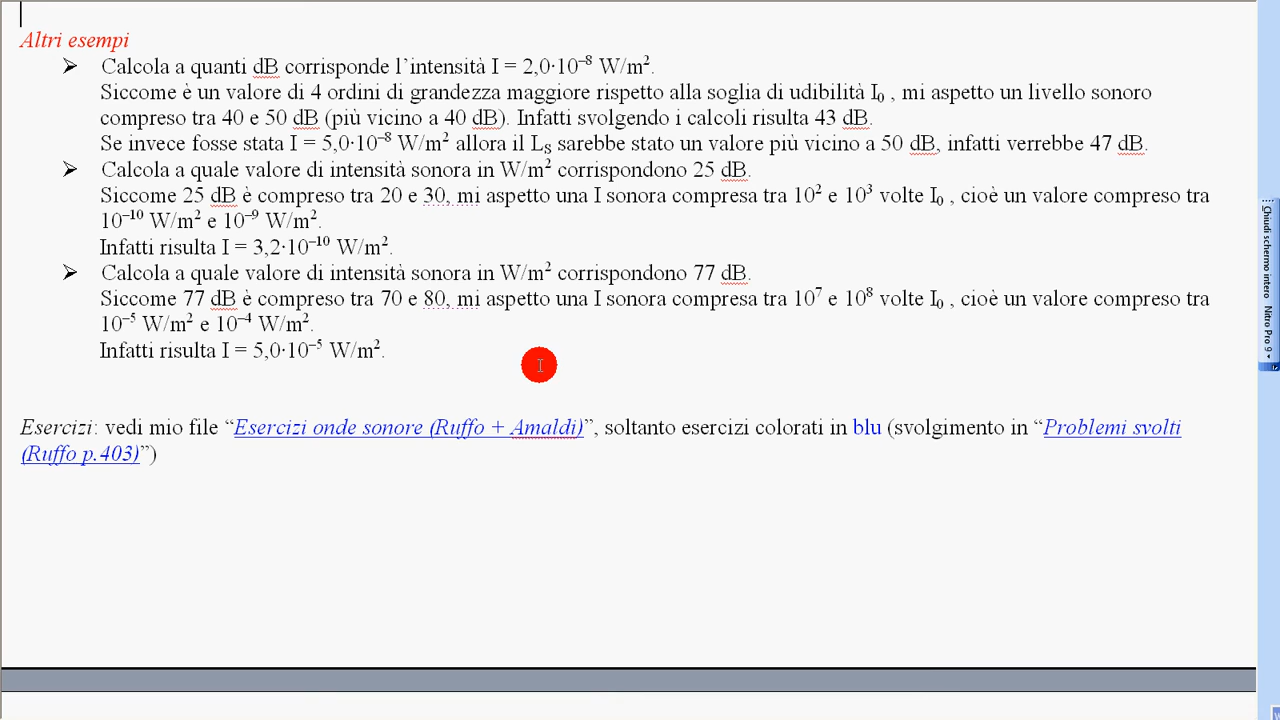 Altri esempi
➢ Calcola a quanti dB corrisponde l'intensità I = 2,0·10⁻⁸ W/m².
Siccome è un valore di 4 ordini di grandezza maggiore rispetto alla soglia di udibilità I₀ , mi aspetto un livello sonoro
compreso tra 40 e 50 dB (più vicino a 40 dB). Infatti svolgendo i calcoli risulta 43 dB.
Se invece fosse stata I = 5,0·10⁻⁸ W/m² allora il Lₛ sarebbe stato un valore più vicino a 50 dB, infatti verrebbe 47 dB.
➢ Calcola a quale valore di intensità sonora in W/m² corrispondono 25 dB.
Siccome 25 dB è compreso tra 20 e 30, mi aspetto una I sonora compresa tra 10² e 10³ volte I₀ , cioè un valore compreso tra
10⁻¹⁰ W/m² e 10⁻⁹ W/m².
Infatti risulta I = 3,2·10⁻¹⁰ W/m².
➢ Calcola a quale valore di intensità sonora in W/m² corrispondono 77 dB.
Siccome 77 dB è compreso tra 70 e 80, mi aspetto una I sonora compresa tra 10⁷ e 10⁸ volte I₀ , cioè un valore compreso tra
10⁻⁵ W/m² e 10⁻⁴ W/m².
Infatti risulta I = 5,0·10⁻⁵ W/m².
Esercizi: vedi mio file “Esercizi onde sonore (Ruffo + Amaldi)”, soltanto esercizi colorati in blu (svolgimento in “Problemi svolti
(Ruffo p.403)”)
Chiudi schermo intero
Nitro Pro 9